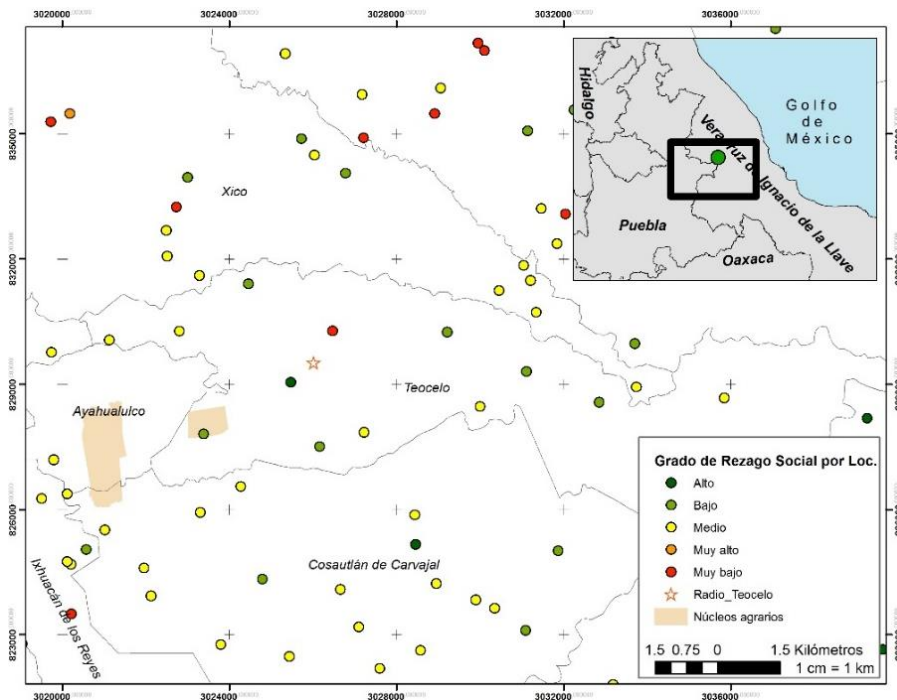 3020000 3024000 3028000 3032000 3036000
Hidalgo
Golfo
de
México
Veracruz de Ignacio de la Llave
Puebla
Oaxaca
835000
Xico
832000
832000
829000
829000
Teocelo
Ayahualulco
Grado de Rezago Social por Loc.
Alto
Bajo
Medio
Muy alto
Muy bajo
Radio_Teocelo
Núcleos agrarios
1.5 0.75 0 1.5 Kilómetros
1 cm = 1 km
826000
Cosautlán de Carvajal
Ixhuacán de los Reyes
823000
3020000 3024000 3028000 3032000 3036000